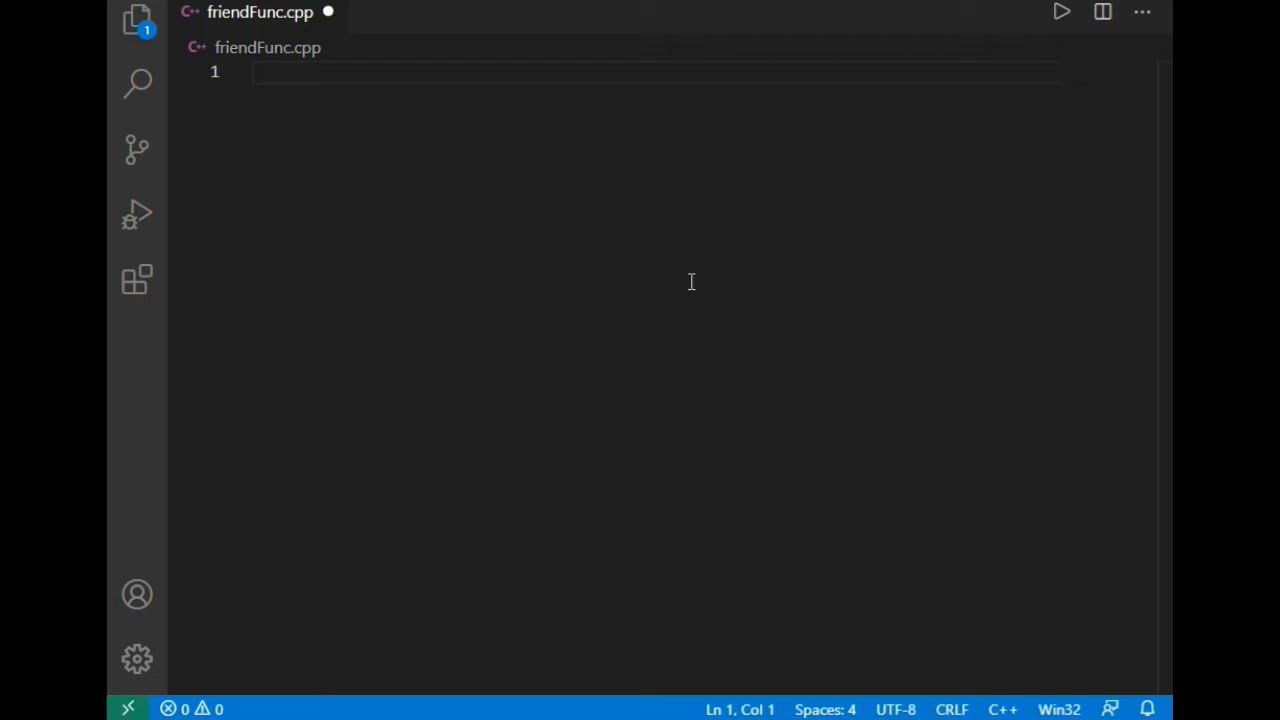 C++ friendFunc.cpp
C++ friendFunc.cpp
1
1
0 0
Ln 1, Col 1 Spaces: 4 UTF-8 CRLF C++ Win32